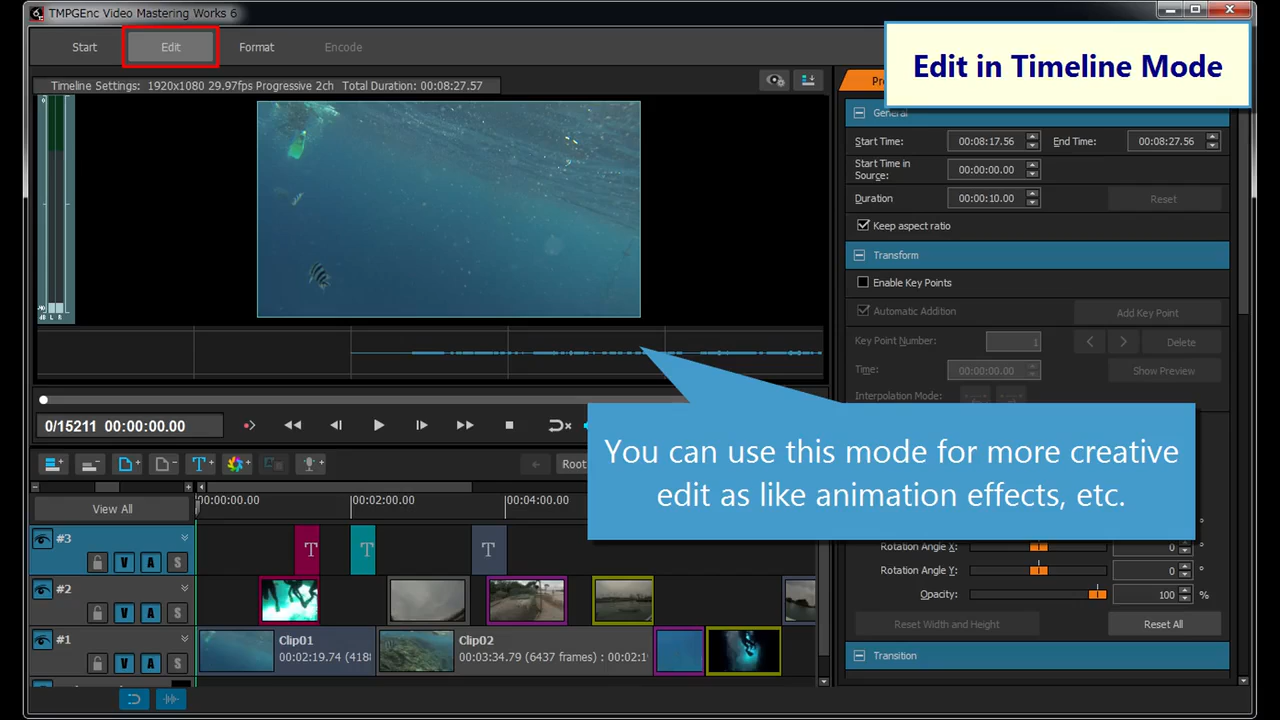 TMPGEnc Video Mastering Works 6
Start
Edit
Format
Encode
Edit in Timeline Mode
Timeline Settings: 1920x1080 29.97fps Progressive 2ch Total Duration: 00:08:27.57
General
Start Time:
00:08:17.56
End Time:
00:08:27.56
Start Time in
Source:
00:00:00.00
Duration
00:00:10.00
Reset
Keep aspect ratio
Transform
Enable Key Points
Automatic Addition
Add Key Point
Key Point Number:
1
Delete
Time:
00:00:00.00
Show Preview
Interpolation Mode:
0/15211 00:00:00.00
You can use this mode for more creative
edit as like animation effects, etc.
Root
View All
00:00:00.00
00:02:00.00
00:04:00.00
#3
V A S
T
T
T
Rotation Angle X:
0
°
Rotation Angle Y:
0
°
Opacity:
100
%
#2
V A S
Reset Width and Height
Reset All
#1
V A S
Clip01
00:02:19.74 (418
Clip02
00:03:34.79 (6437 frames) : 00:02:1
Transition